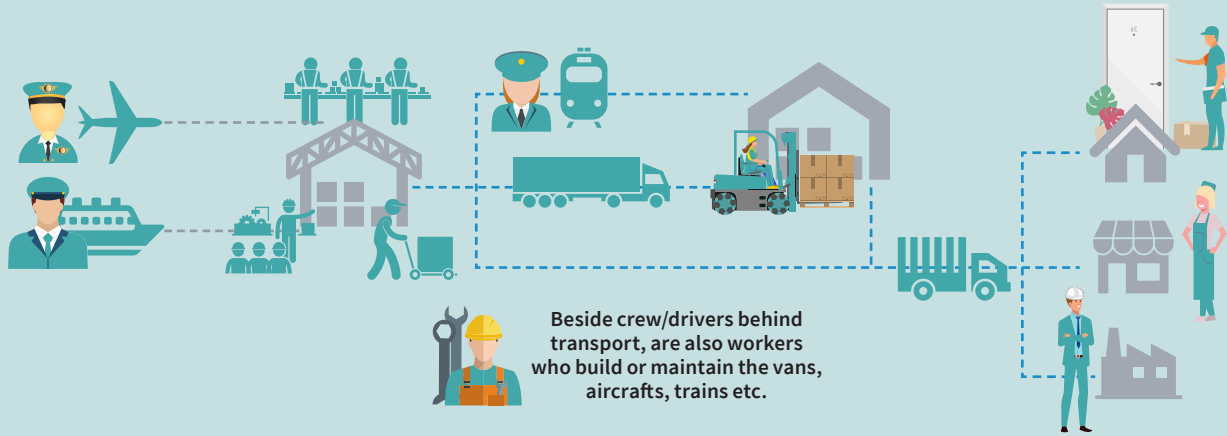 Beside crew/drivers behind
transport, are also workers
who build or maintain the vans,
aircrafts, trains etc.